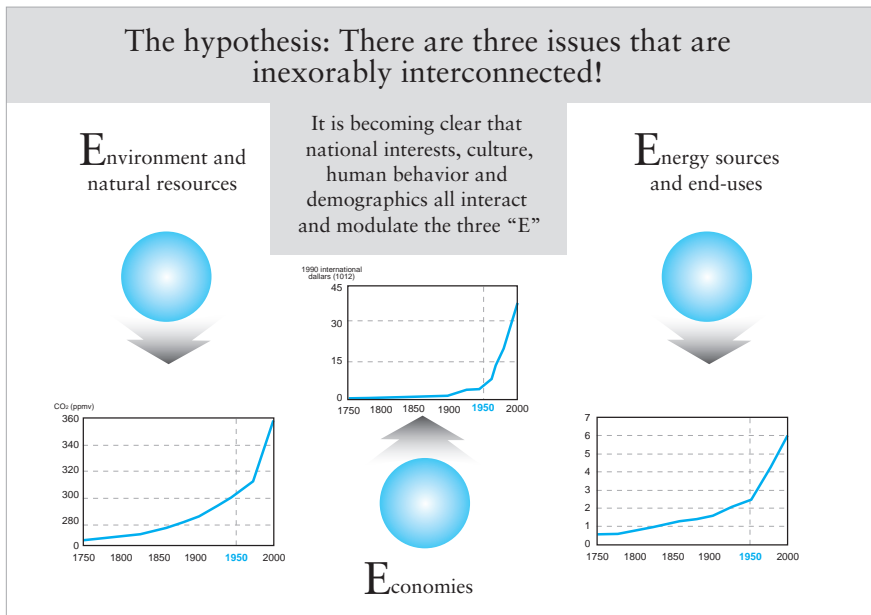 The hypothesis: There are three issues that are
inexorably interconnected!
Environment and
natural resources
It is becoming clear that
national interests, culture,
human behavior and
demographics all interact
and modulate the three “E”
Energy sources
and end-uses
1990 international
dallars (1012)
45
30
15
0
1750 1800 1850 1900 1950 2000
CO₂ (ppmv)
360
340
320
300
280
0
1750 1800 1850 1900 1950 2000
7
6
5
4
3
2
1
0
1750 1800 1850 1900 1950 2000
Economies